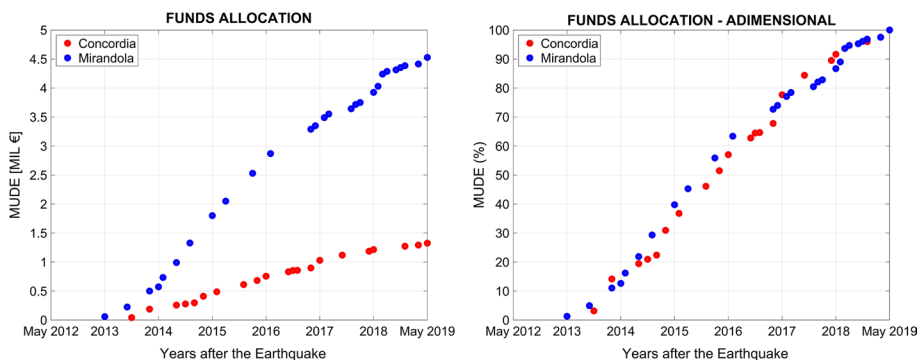 FUNDS ALLOCATION
Concordia
Mirandola
MUDE [MIL €]
5
4.5
4
3.5
3
2.5
2
1.5
1
0.5
0
May 2012 2013 2014 2015 2016 2017 2018 May 2019
Years after the Earthquake
FUNDS ALLOCATION - ADIMENSIONAL
Concordia
Mirandola
MUDE (%)
100
90
80
70
60
50
40
30
20
10
0
May 2012 2013 2014 2015 2016 2017 2018 May 2019
Years after the Earthquake